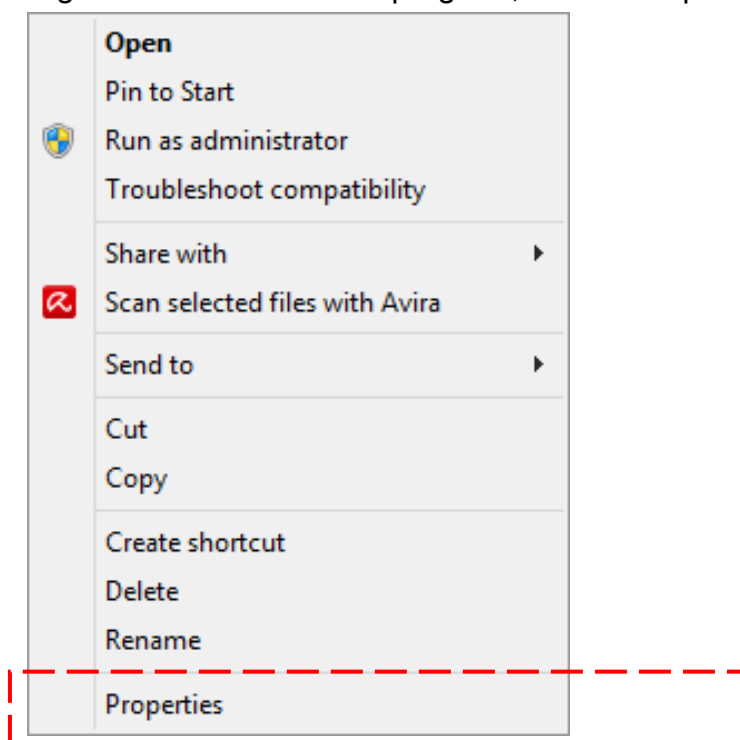 Open
Pin to Start
Run as administrator
Troubleshoot compatibility
Share with
Scan selected files with Avira
Send to
Cut
Copy
Create shortcut
Delete
Rename
Properties